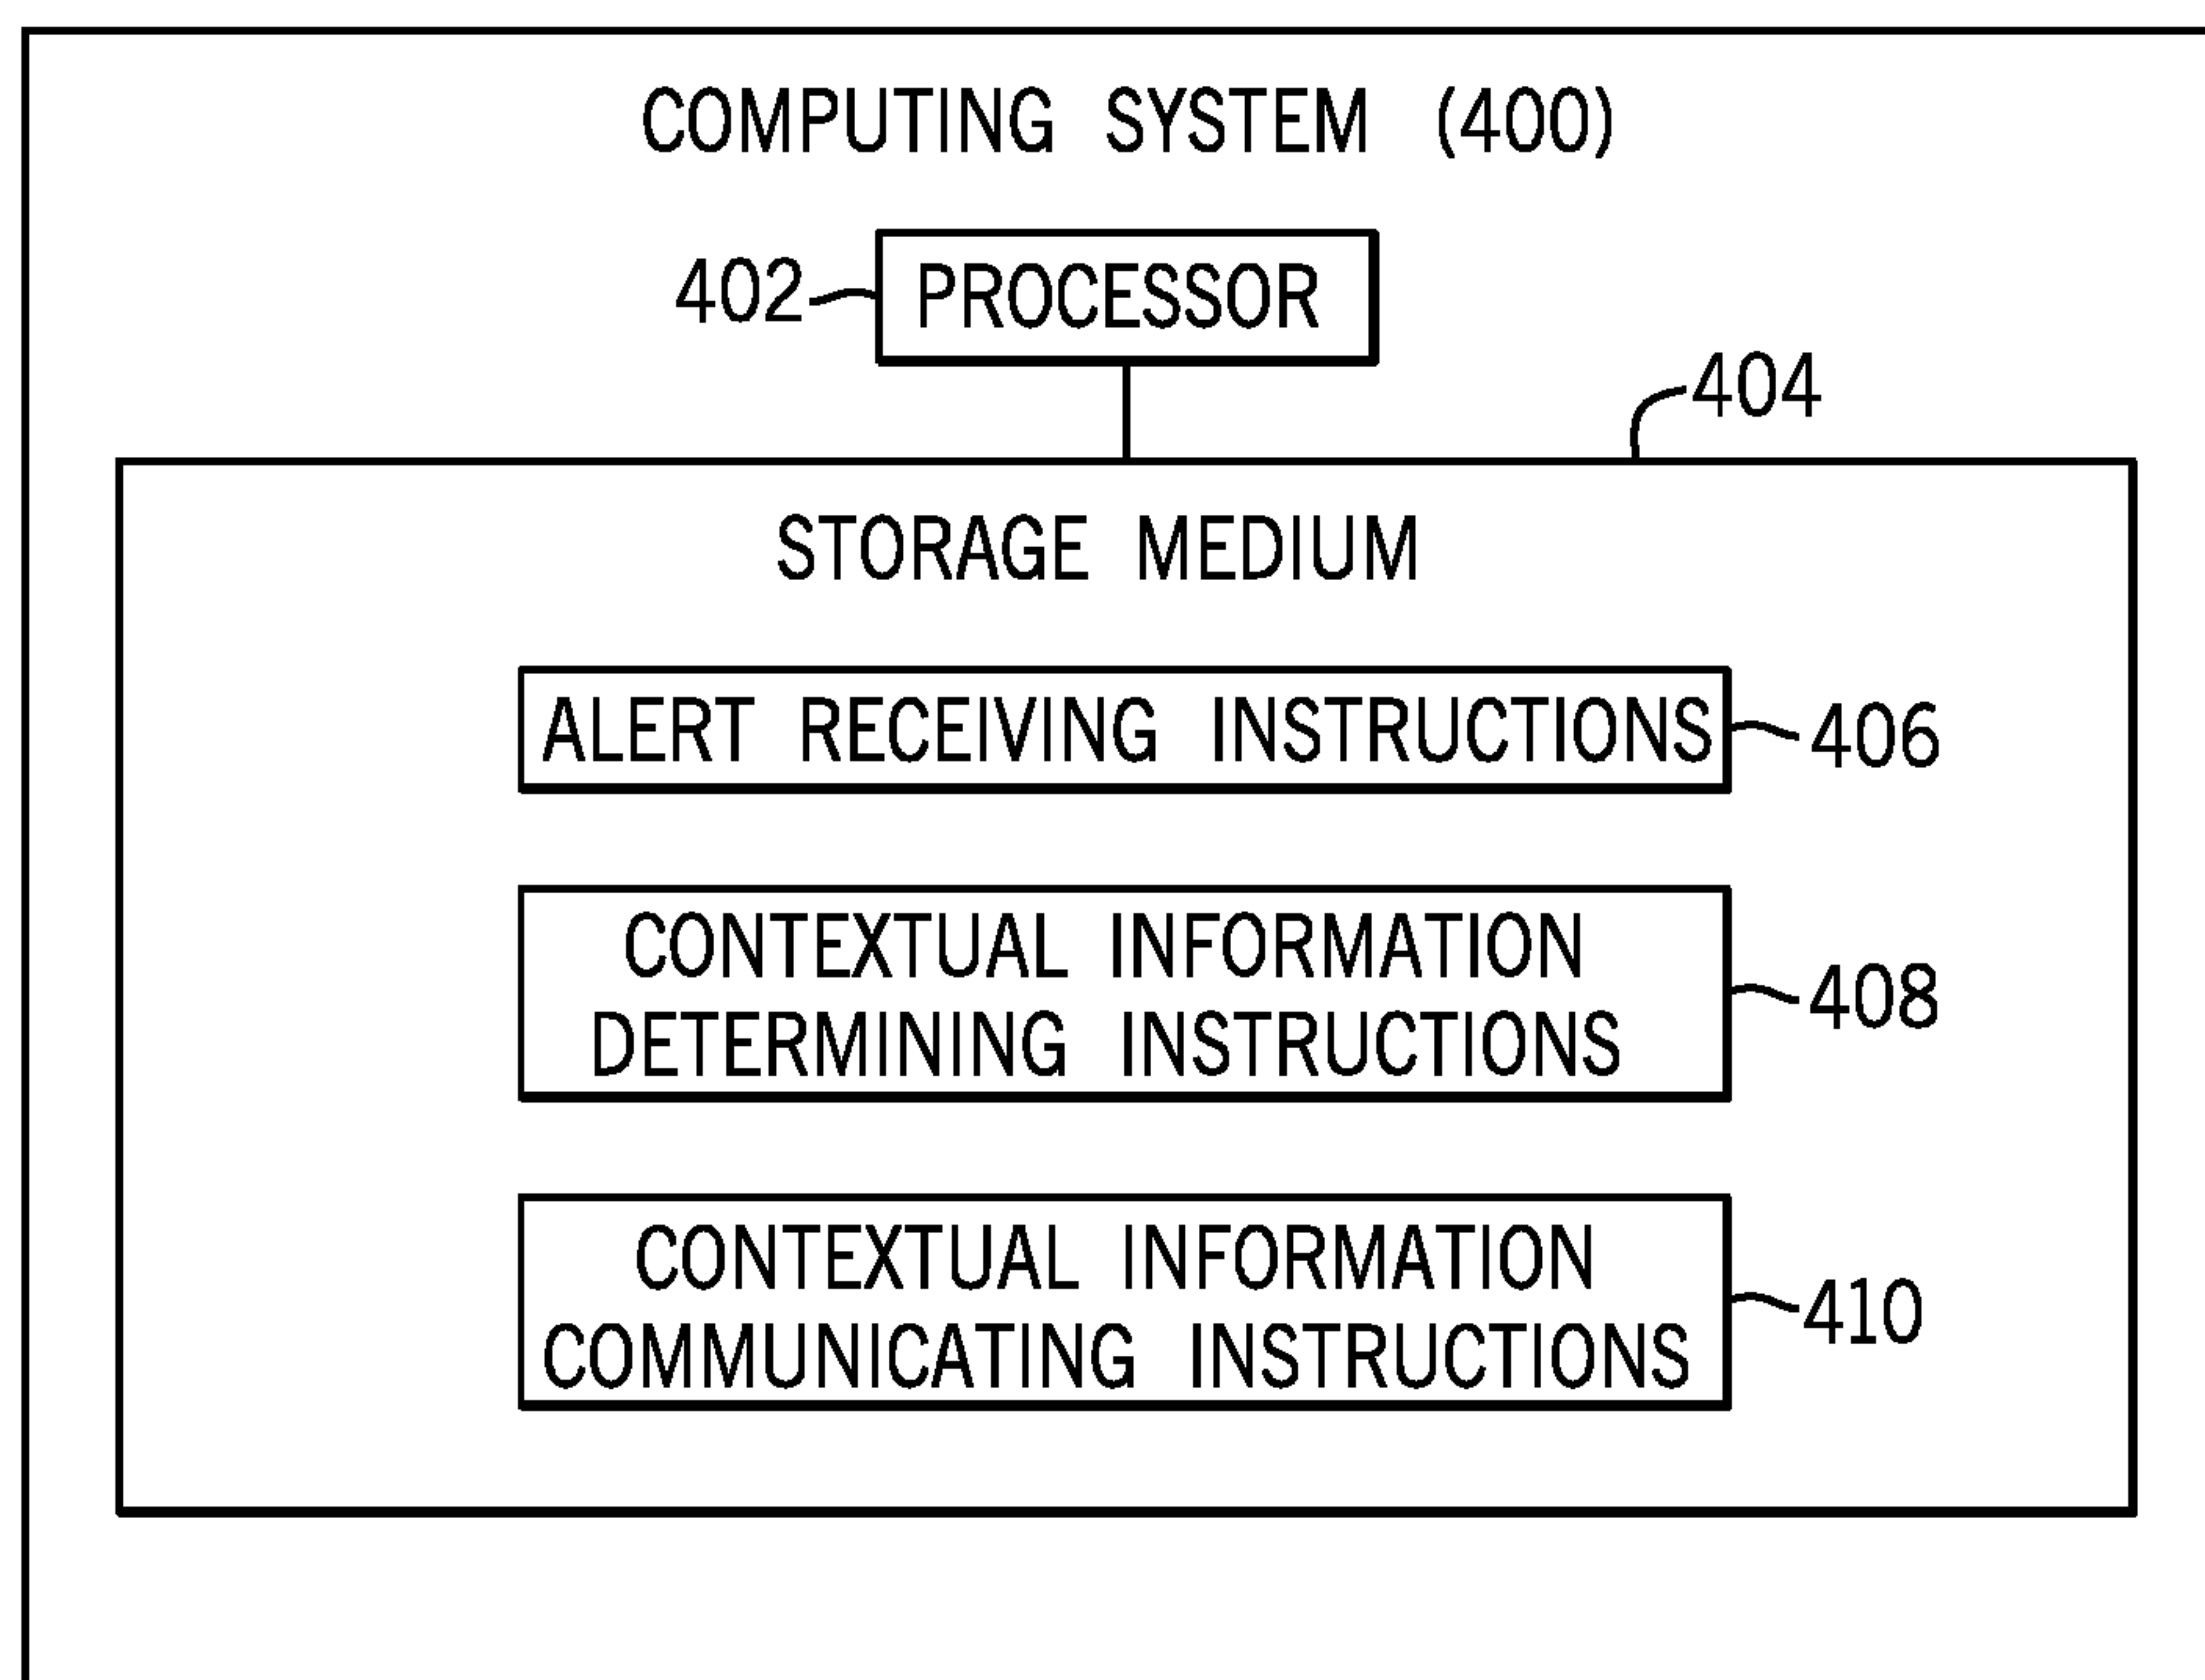 COMPUTING SYSTEM (400)
402 PROCESSOR
404
STORAGE MEDIUM
ALERT RECEIVING INSTRUCTIONS 406
CONTEXTUAL INFORMATION
DETERMINING INSTRUCTIONS
408
CONTEXTUAL INFORMATION
COMMUNICATING INSTRUCTIONS
410